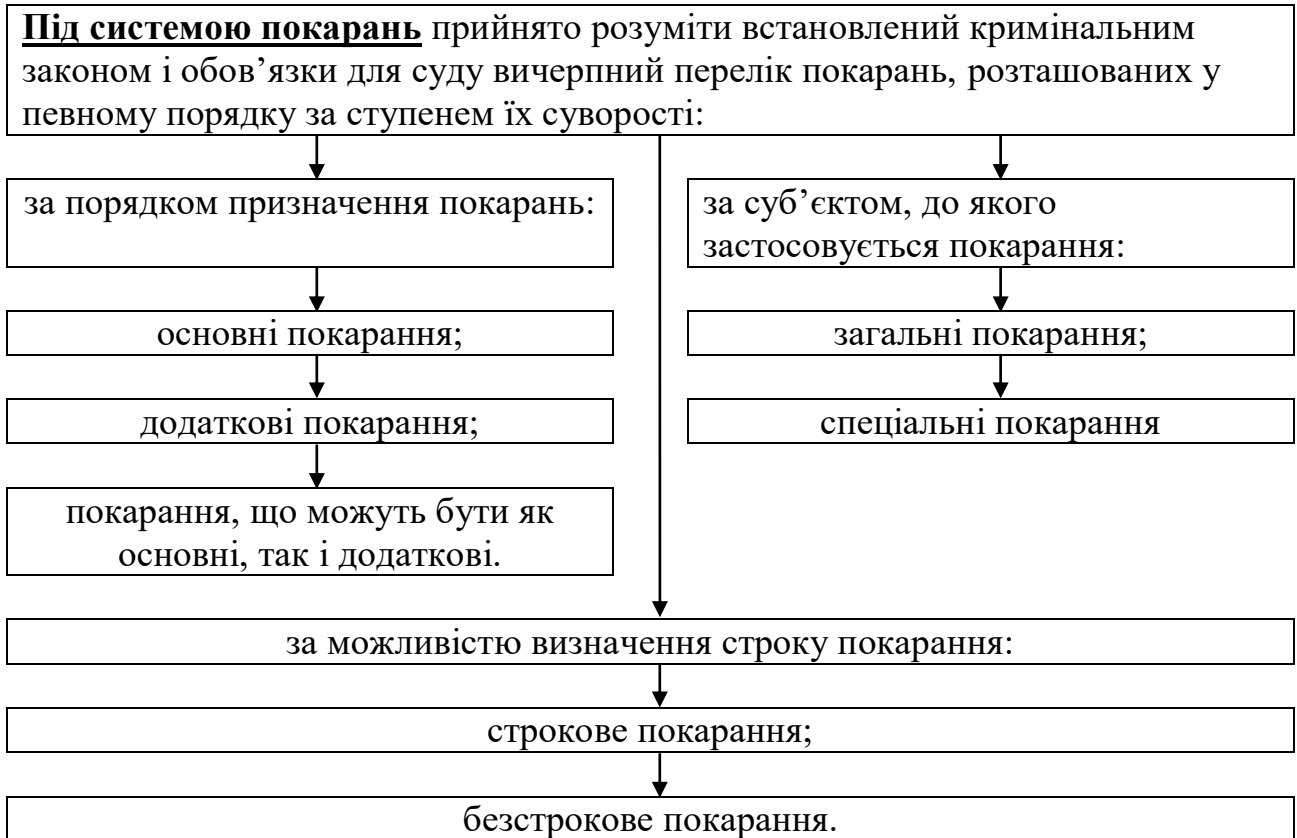 Під системою покарань прийнято розуміти встановлений кримінальним
законом і обов’язки для суду вичерпний перелік покарань, розташованих у
певному порядку за ступенем їх суворості:
за порядком призначення покарань:
за суб’єктом, до якого
застосовується покарання:
основні покарання;
загальні покарання;
додаткові покарання;
спеціальні покарання
покарання, що можуть бути як
основні, так і додаткові.
за можливістю визначення строку покарання:
строкове покарання;
безстрокове покарання.